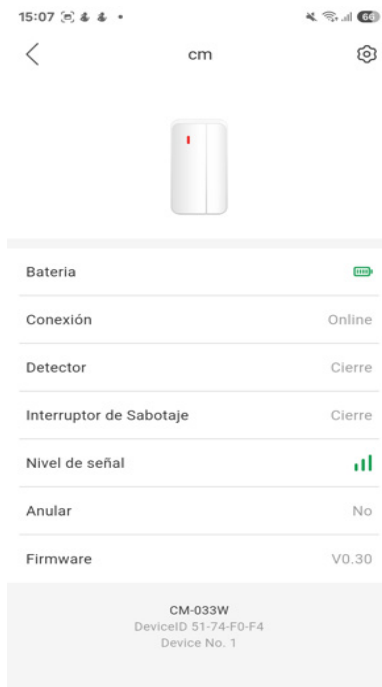 15:07
66
cm
Bateria
Conexión Online
Detector Cierre
Interruptor de Sabotaje Cierre
Nivel de señal
Anular No
Firmware V0.30
CM-033W
DeviceID 51-74-F0-F4
Device No. 1